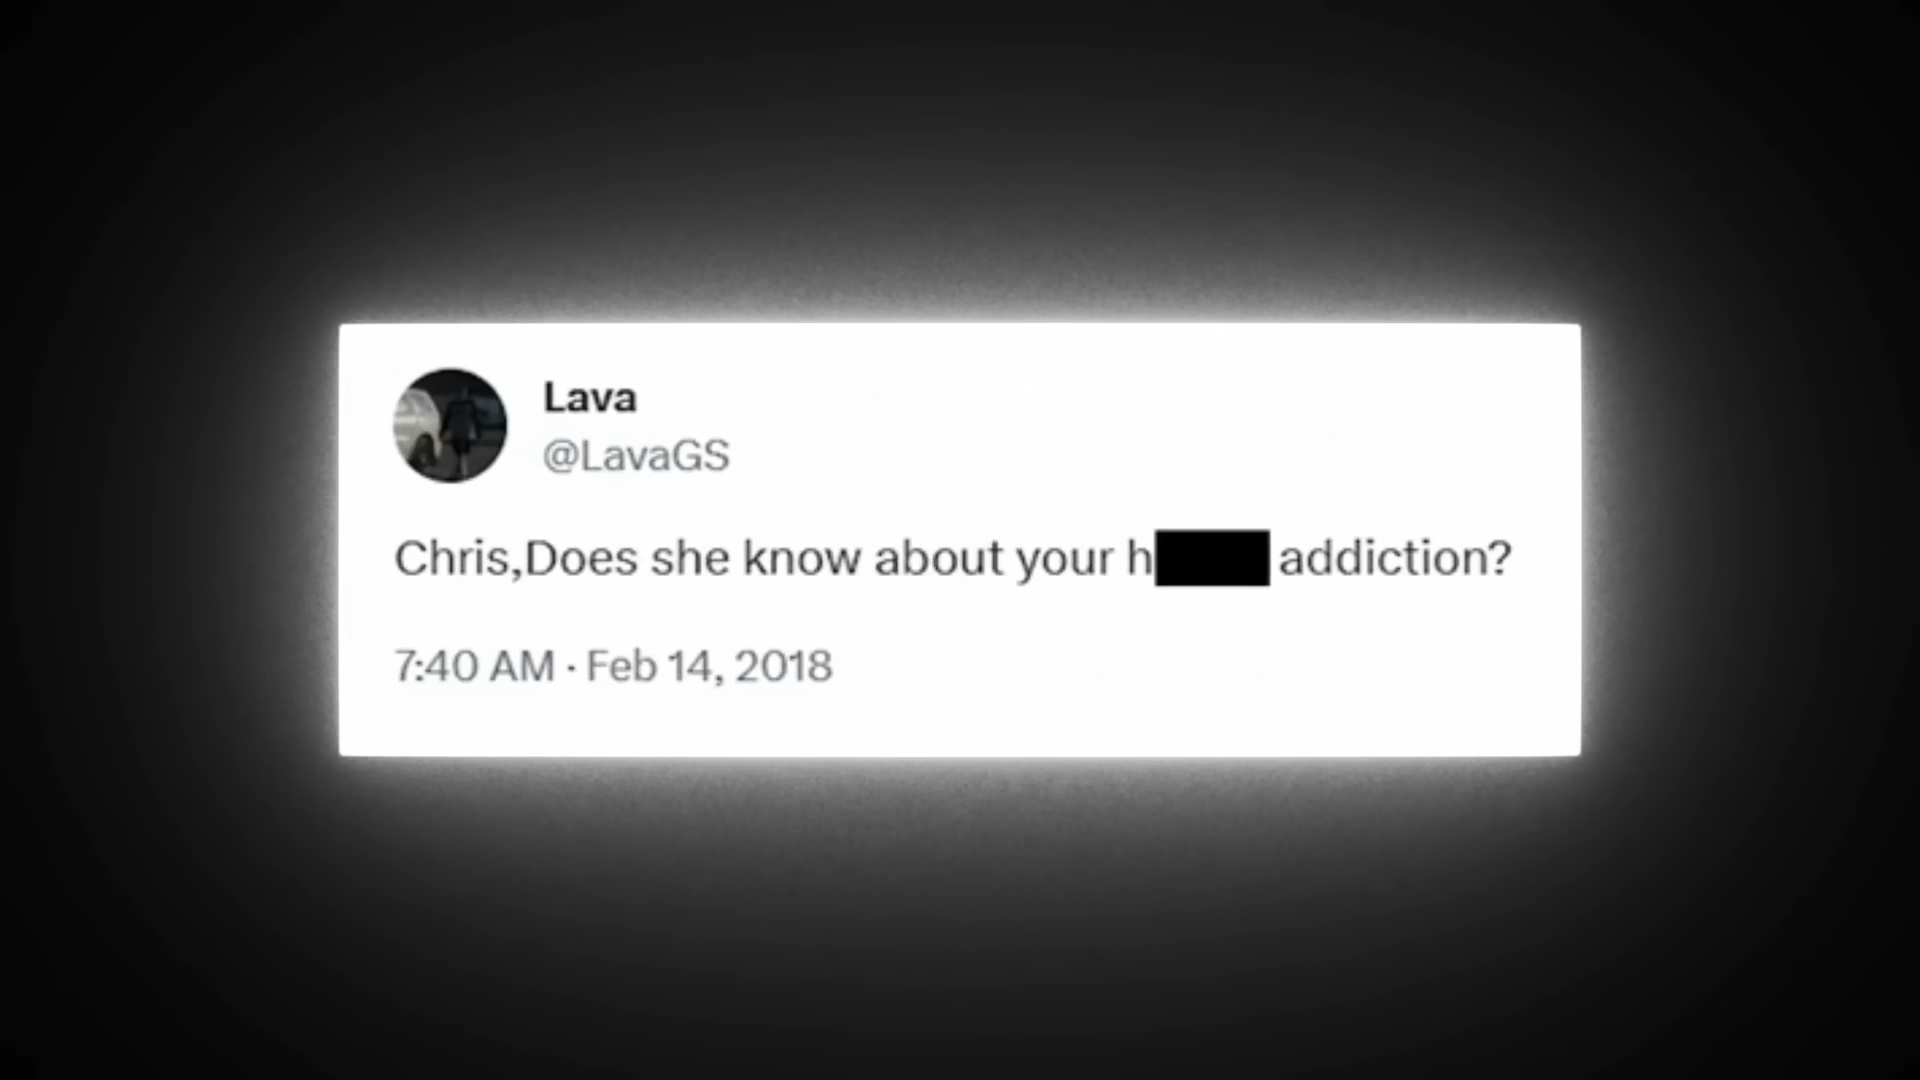 Lava
@LavaGS
Chris,Does she know about your h addiction?
7:40 AM · Feb 14, 2018